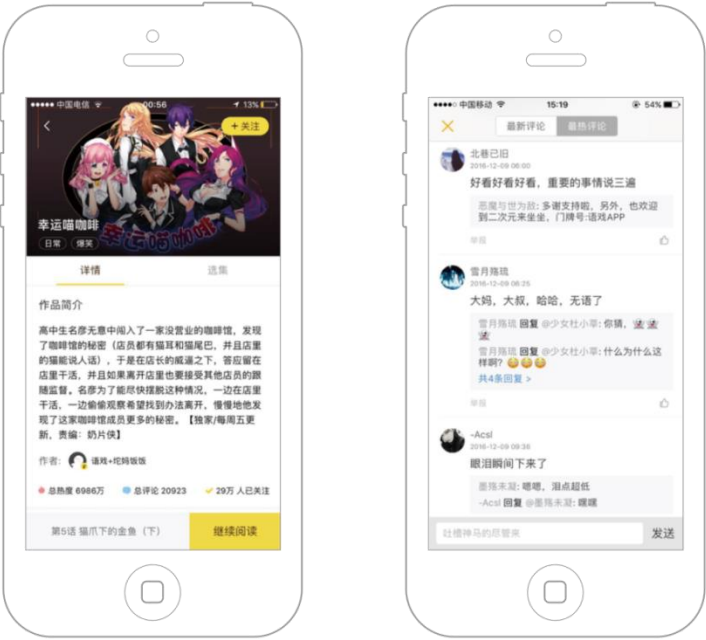 中国电信
00:56
13%
+ 关注
幸运喵咖啡
幸运喵咖啡
日常
爆笑
详情
选集
作品简介
高中生名彦无意中闯入了一家没营业的咖啡馆，发现
了咖啡馆的秘密（店员都有猫耳和猫尾巴，并且店里
的猫能说人话），于是在店长的威逼之下，答应留在
店里干活，并且如果离开店里也要接受其他店员的跟
随监督。名彦为了能尽快摆脱这种情况，一边在店里
干活，一边偷偷观察希望找到办法离开，慢慢地他发
现了这家咖啡馆成员更多的秘密。【独家/每周五更
新，责编：奶片侠】
作者：
语戏+坨妈饭饭
总热度 6986万
总评论 20923
29万 人已关注
第5话 猫爪下的金鱼（下）
继续阅读
中国移动
15:19
54%
最新评论
最热评论
北巷已旧
2016-12-09 06:00
好看好看好看，重要的事情说三遍
恶魔与世为敌: 多谢支持啦，另外，也欢迎
到二次元来坐坐，门牌号:语戏APP
举报
雪月殇琉
2016-12-09 08:25
大妈，大叔，哈哈，无语了
雪月殇琉 回复 @少女杜小草: 你猜，
雪月殇琉 回复 @少女杜小草: 什么为什么这
样啊？
共4条回复 >
举报
-Acsl
2016-12-09 09:36
眼泪瞬间下来了
墨殇未凝: 嗯嗯，泪点超低
-Acsl 回复 @墨殇未凝: 嘿嘿
吐槽神马的尽管来
发送